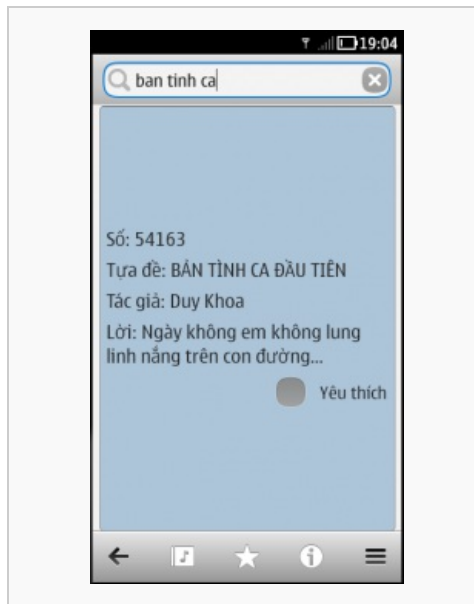 19:04
ban tinh ca
Số: 54163
Tựa đề: BẢN TÌNH CA ĐẦU TIÊN
Tác giả: Duy Khoa
Lời: Ngày không em không lung
linh nắng trên con đường...
Yêu thích